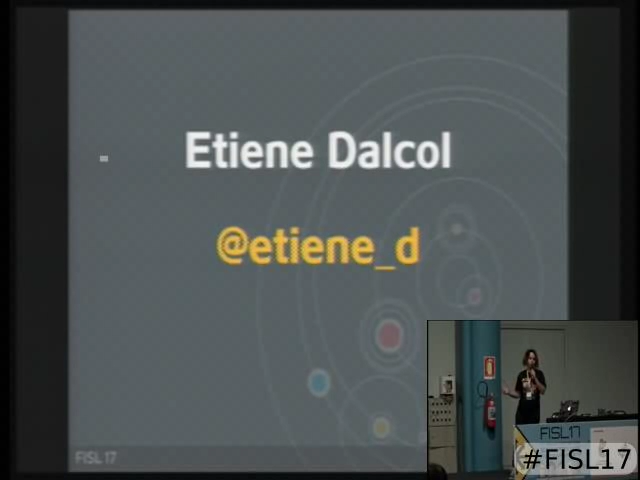 Etiene Dalcol
@etiene_d
FISL 17
FISL17
#FISL17